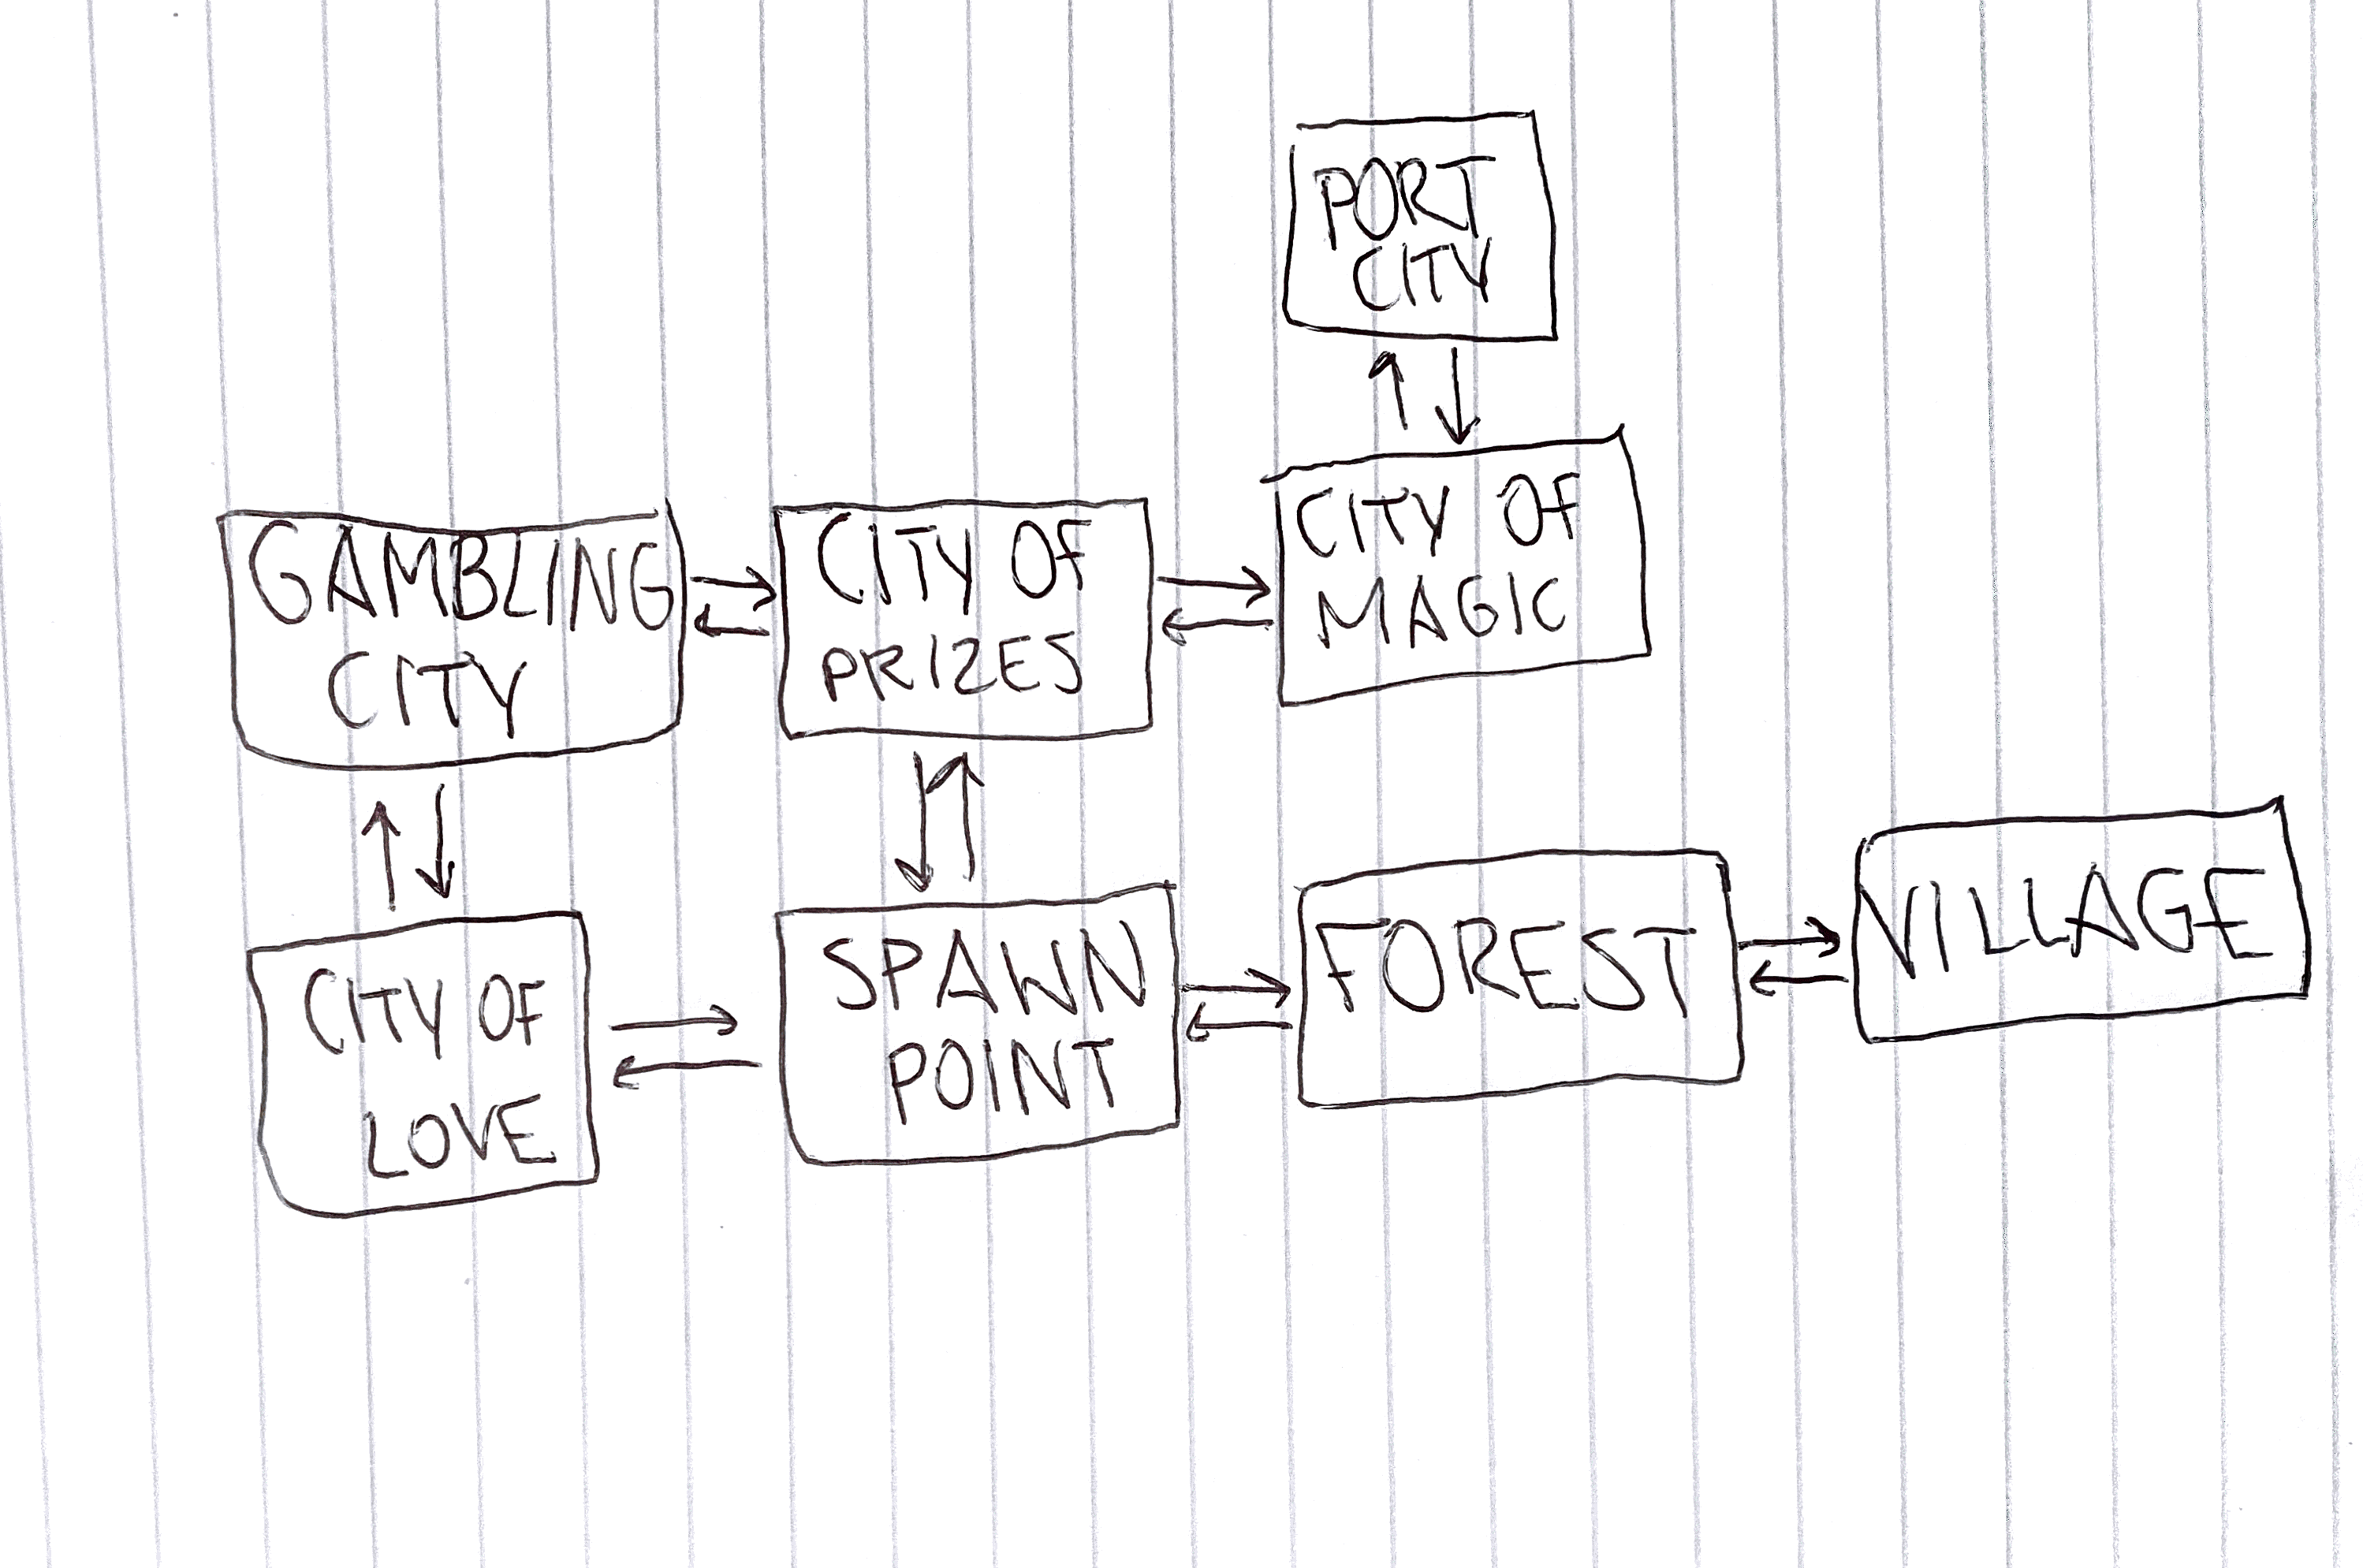 PORT
CITY
GAMBLING
CITY
CITY OF
PRIZES
CITY OF
MAGIC
CITY OF
LOVE
SPAWN
POINT
FOREST
VILLAGE